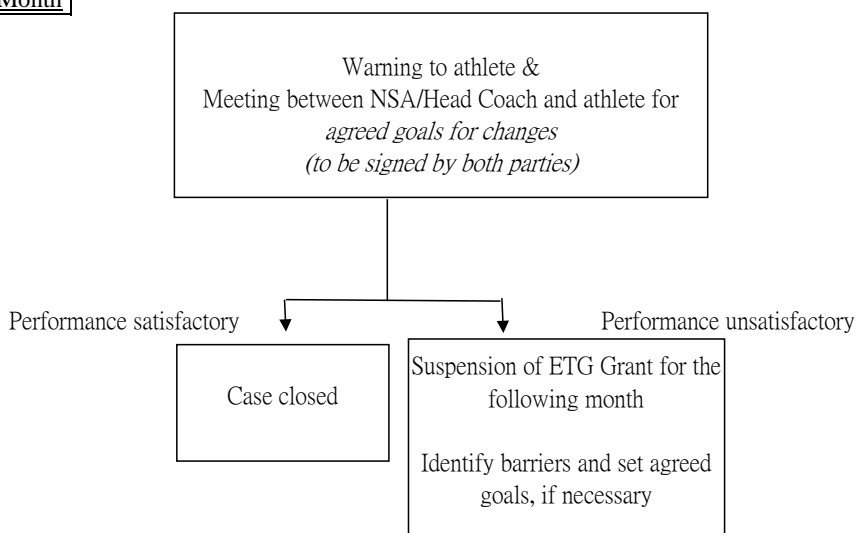 Month
Warning to athlete &
Meeting between NSA/Head Coach and athlete for
agreed goals for changes
(to be signed by both parties)
Performance satisfactory
Performance unsatisfactory
Case closed
Suspension of ETG Grant for the
following month
Identify barriers and set agreed
goals, if necessary